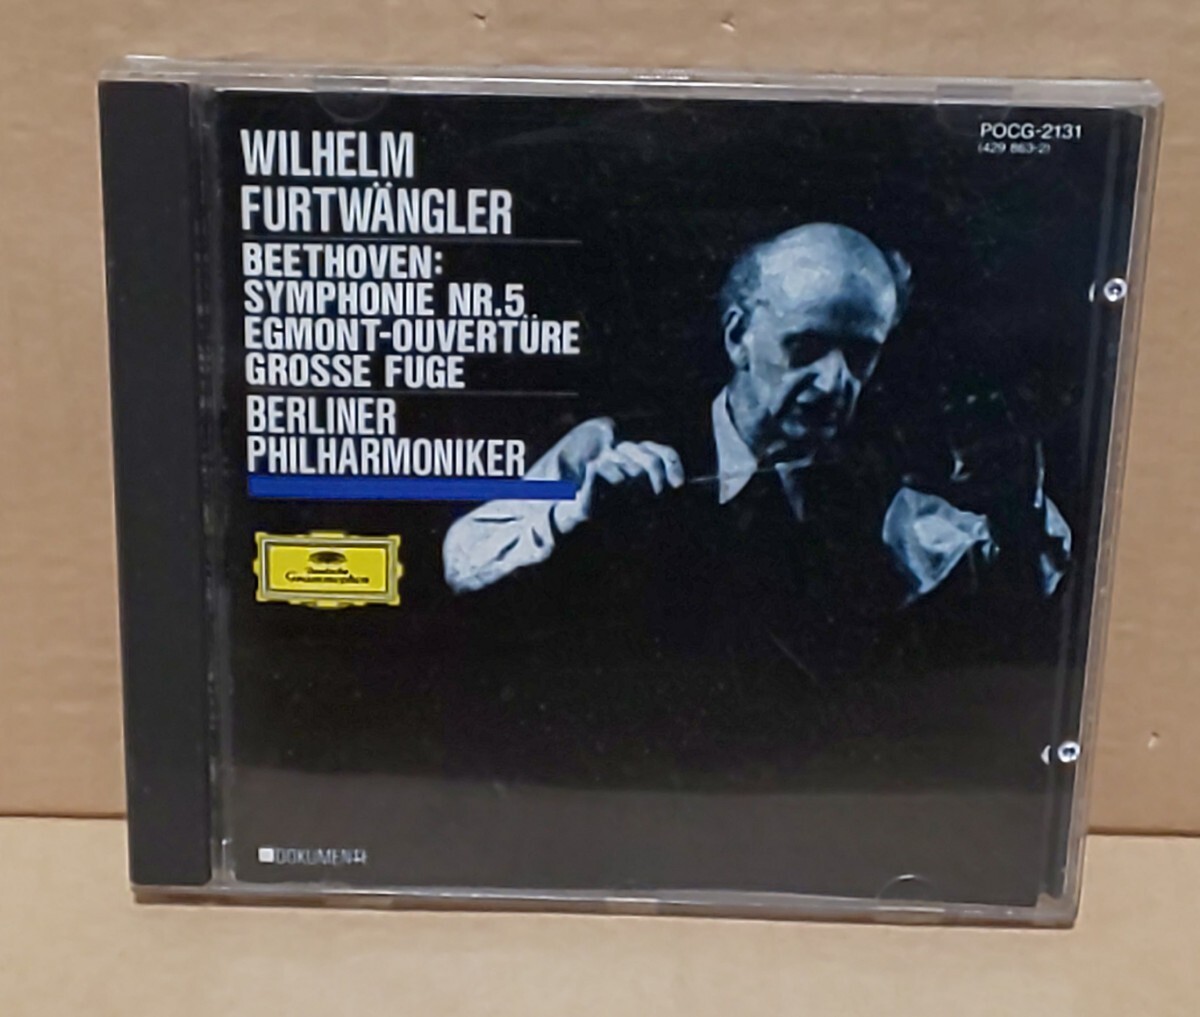 WILHELM
FURTWÄNGLER
BEETHOVEN:
SYMPHONIE NR.5
EGMONT-OUVERTÜRE
GROSSE FUGE
BERLINER
PHILHARMONIKER
POCG-2131
(429 863-2)
Deutsche
Grammophon
DOKUMENTE